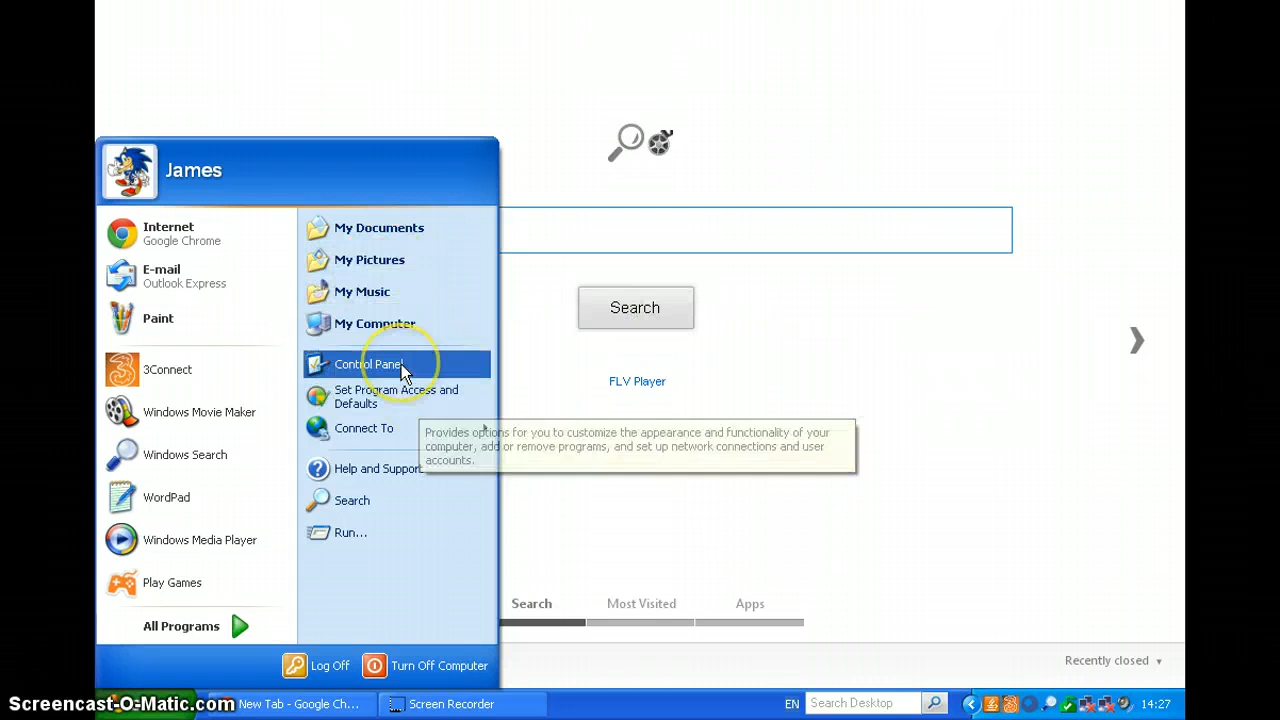 James
Internet
Google Chrome
E-mail
Outlook Express
Paint
3Connect
Windows Movie Maker
Windows Search
WordPad
Windows Media Player
Play Games
All Programs
My Documents
My Pictures
My Music
My Computer
Control Panel
Set Program Access and
Defaults
Connect To
Help and Support
Search
Run...
Provides options for you to customize the appearance and functionality of your
computer, add or remove programs, and set up network connections and user
accounts.
Log Off
Turn Off Computer
Search
FLV Player
Search
Most Visited
Apps
Recently closed
Screencast-O-Matic.com
New Tab - Google Ch...
Screen Recorder
EN
Search Desktop
14:27